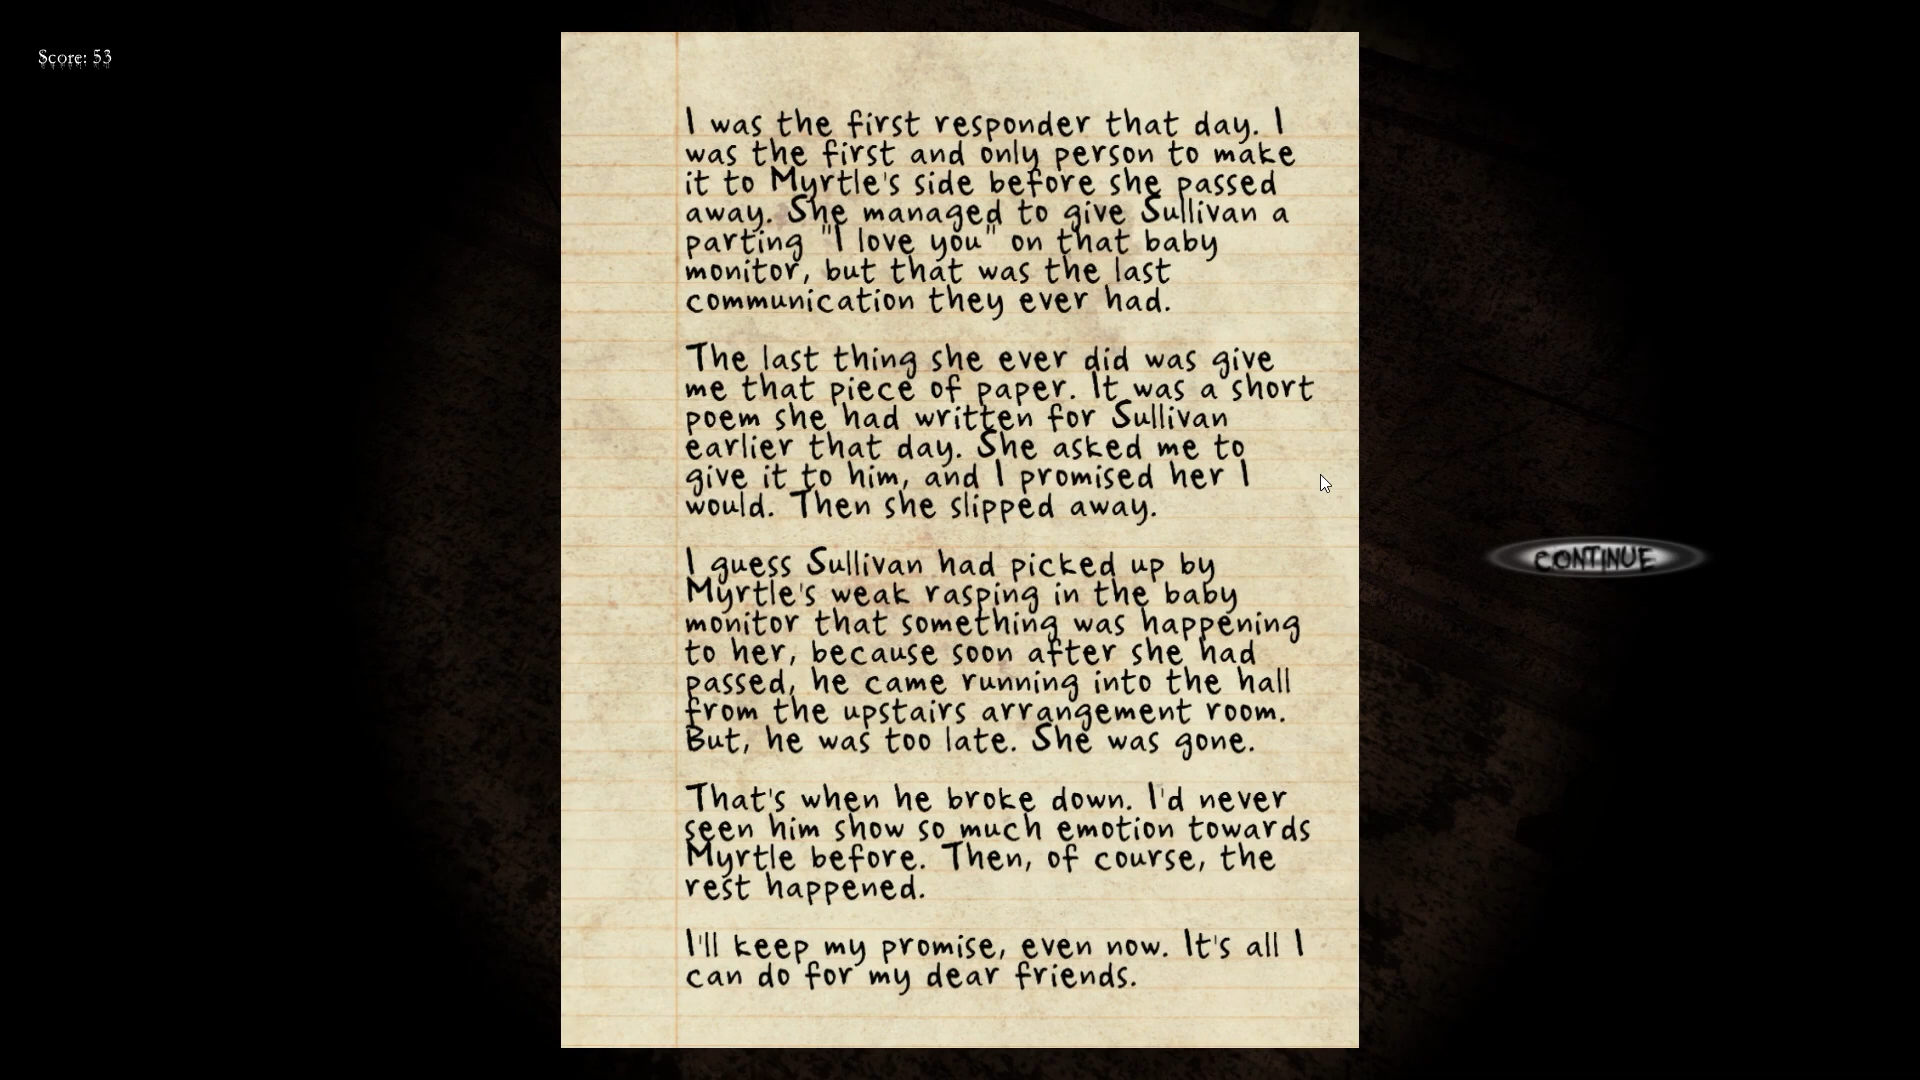 Score: 53
I was the first responder that day. I
was the first and only person to make
it to Myrtle's side before she passed
away. She managed to give Sullivan a
parting "I love you" on that baby
monitor, but that was the last
communication they ever had.
The last thing she ever did was give
me that piece of paper. It was a short
poem she had written for Sullivan
earlier that day. She asked me to
give it to him, and I promised her I
would. Then she slipped away.
I guess Sullivan had picked up by
Myrtle's weak rasping in the baby
monitor that something was happening
to her, because soon after she had
passed, he came running into the hall
from the upstairs arrangement room.
But, he was too late. She was gone.
That's when he broke down. I'd never
seen him show so much emotion towards
Myrtle before. Then, of course, the
rest happened.
I'll keep my promise, even now. It's all I
can do for my dear friends.
CONTINUE